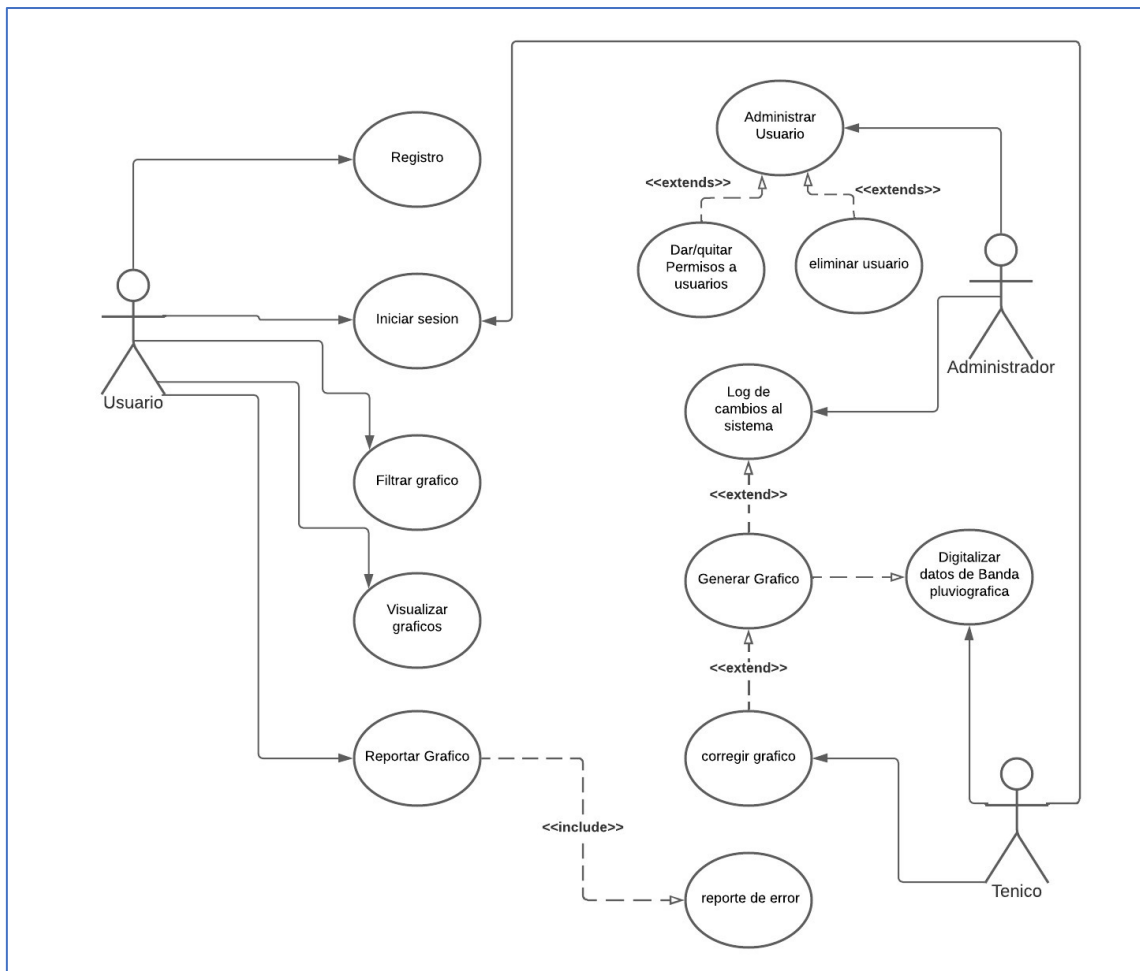 Registro
Administrar
Usuario
<<extends>>
<<extends>>
Dar/quitar
Permisos a
usuarios
eliminar usuario
Iniciar sesion
Usuario
Administrador
Log de
cambios al
sistema
Filtrar grafico
<<extend>>
Generar Grafico
Digitalizar
datos de Banda
pluviografica
Visualizar
graficos
<<extend>>
Reportar Grafico
corregir grafico
<<include>>
Tenico
reporte de error